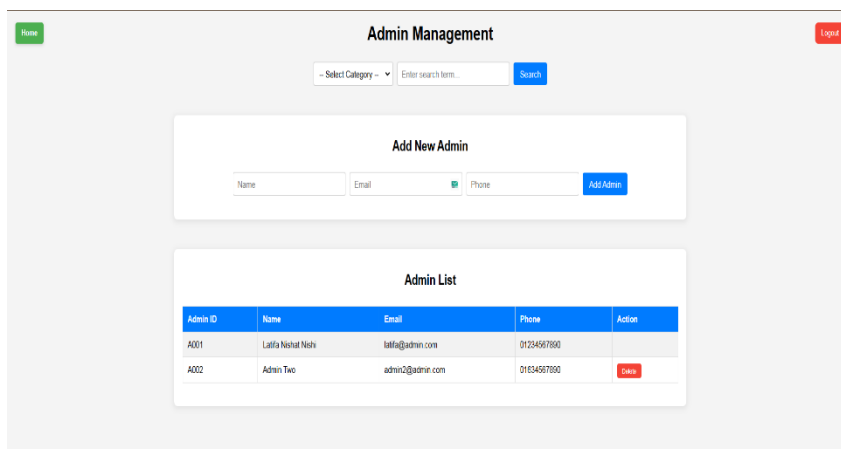 Home
Admin Management
Logout
-- Select Category -- Enter search term... Search
Add New Admin
Name Email Phone Add Admin
Admin List
Admin ID Name Email Phone Action
A001 Latifa Nishat Nishi latifa@admin.com 01234567890
A002 Admin Two admin2@admin.com 01634567890 Delete